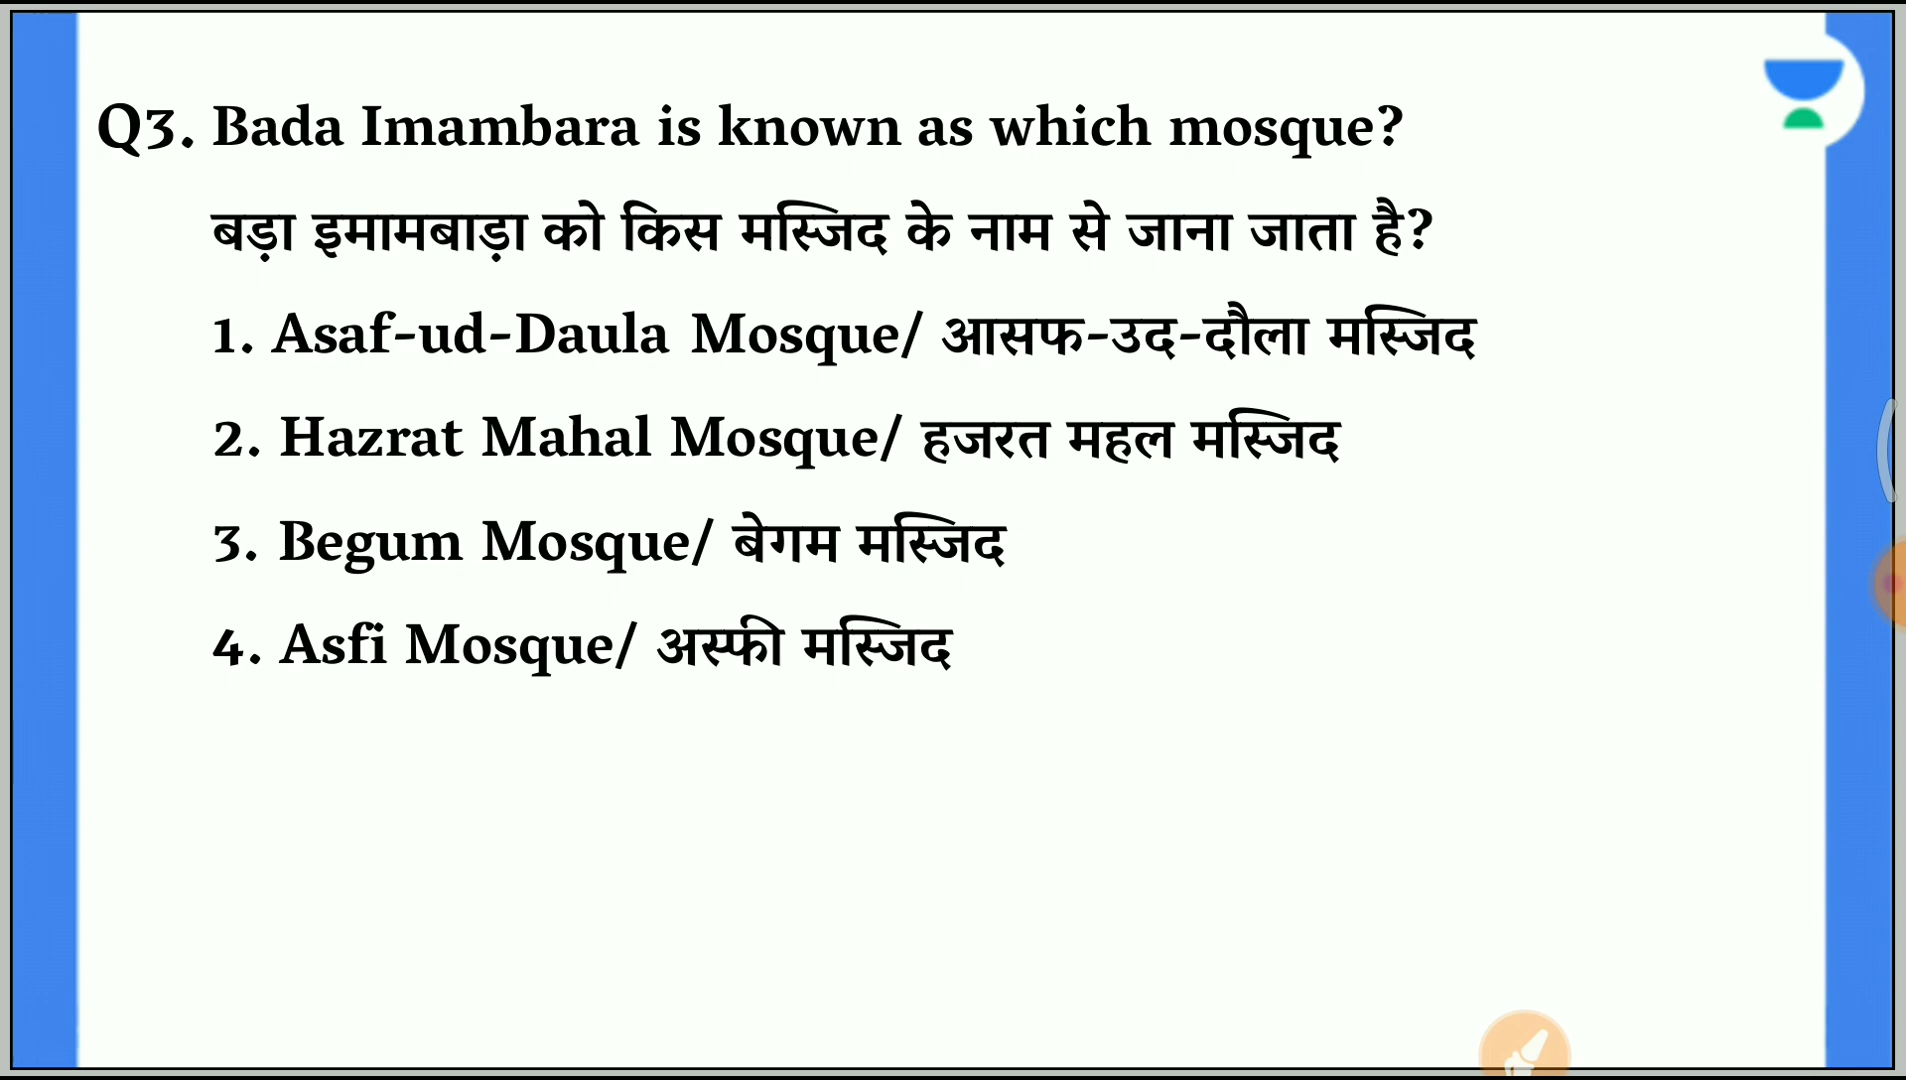 Q3. Bada Imambara is known as which mosque?
बड़ा इमामबाड़ा को किस मस्जिद के नाम से जाना जाता है?
1. Asaf-ud-Daula Mosque/ आसफ-उद-दौला मस्जिद
2. Hazrat Mahal Mosque/ हजरत महल मस्जिद
3. Begum Mosque/ बेगम मस्जिद
4. Asfi Mosque/ अस्फी मस्जिद